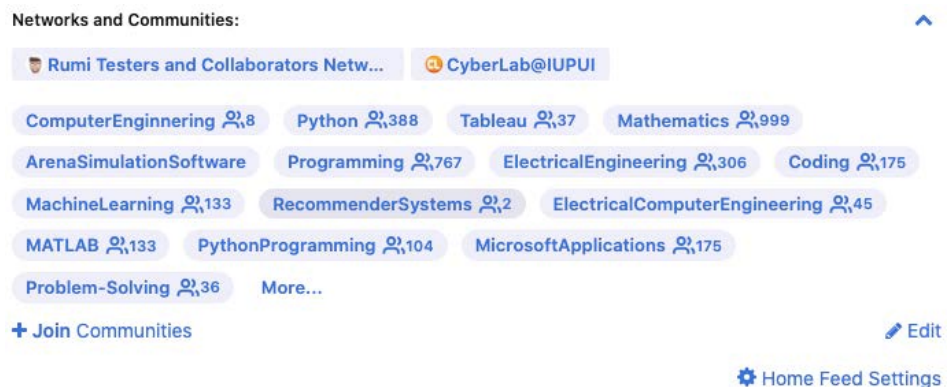 Networks and Communities:
Rumi Testers and Collaborators Netw... CyberLab@IUPUI
ComputerEnginnering 8 Python 388 Tableau 37 Mathematics 999
ArenaSimulationSoftware Programming 767 ElectricalEngineering 306 Coding 175
MachineLearning 133 RecommenderSystems 2 ElectricalComputerEngineering 45
MATLAB 133 PythonProgramming 104 MicrosoftApplications 175
Problem-Solving 36 More...
+ Join Communities Edit
Home Feed Settings